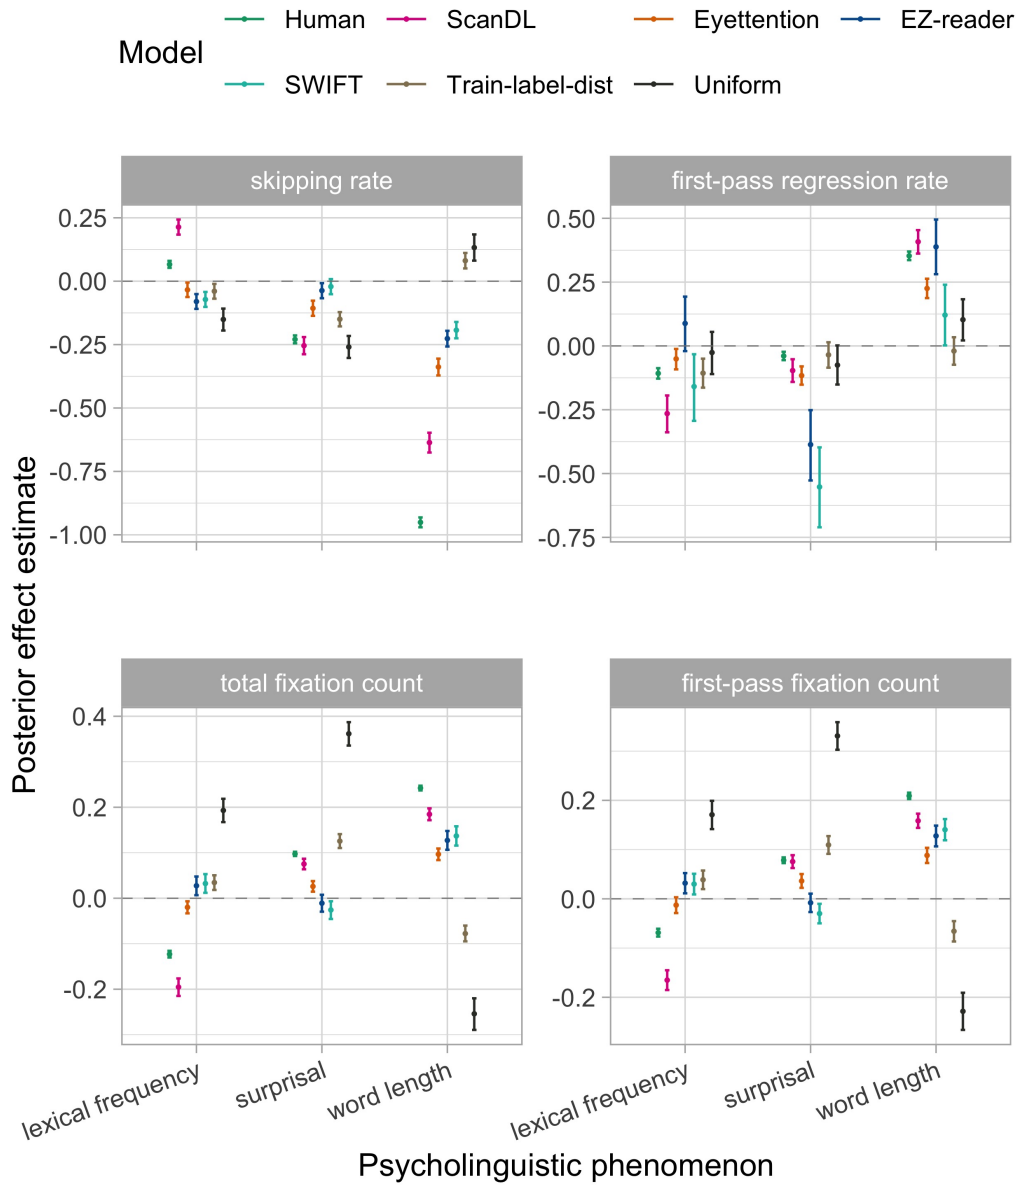 Model
Human
ScanDL
Eyettention
EZ-reader
SWIFT
Train-label-dist
Uniform
Posterior effect estimate
skipping rate
0.25
0.00
-0.25
-0.50
-0.75
-1.00
first-pass regression rate
0.50
0.25
0.00
-0.25
-0.50
-0.75
total fixation count
0.4
0.2
0.0
-0.2
first-pass fixation count
0.2
0.0
-0.2
lexical frequency
surprisal
word length
lexical frequency
surprisal
word length
Psycholinguistic phenomenon